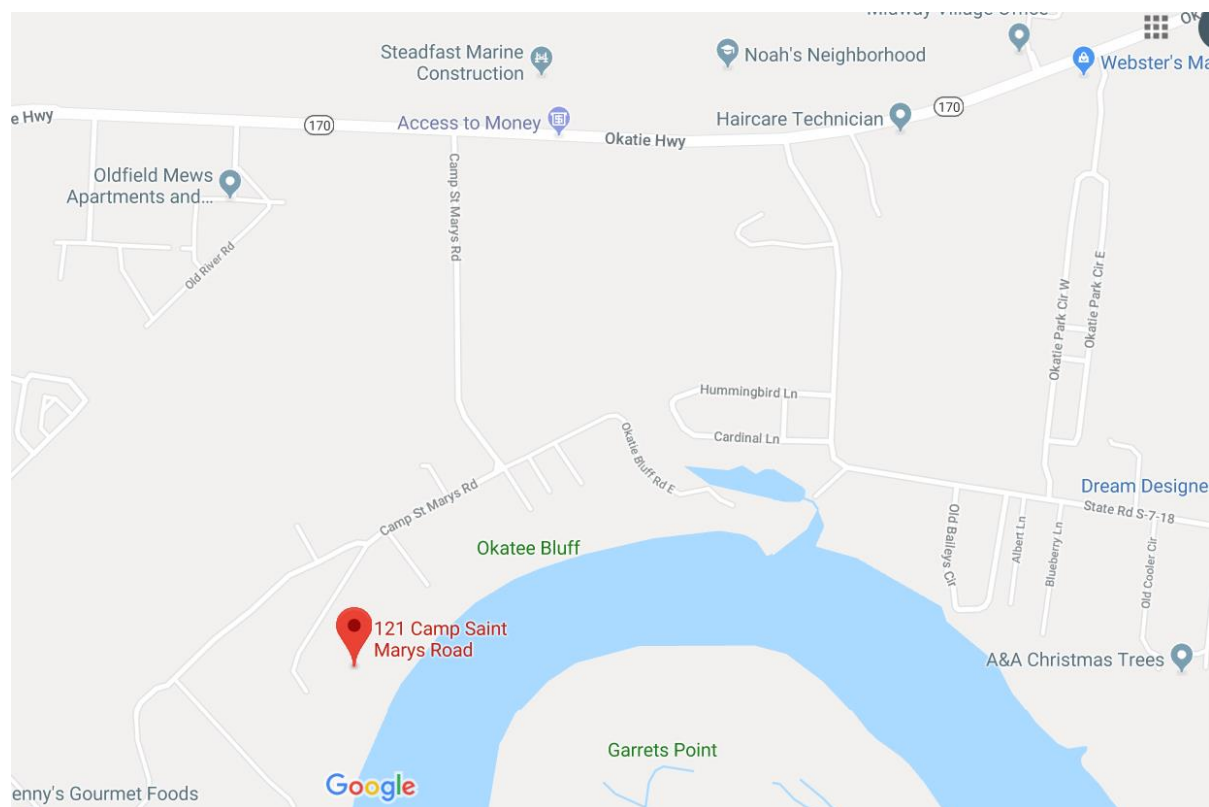 Midway Village Office
Steadfast Marine
Construction
Noah's Neighborhood
Webster's Ma
e Hwy
170
Access to Money
Okatie Hwy
Haircare Technician
170
Ok
Oldfield Mews
Apartments and...
Old River Rd
Camp St Marys Rd
Okatie Park Cir W
Okatie Park Cir E
Hummingbird Ln
Cardinal Ln
Okatie Bluff Rd E
Camp St Marys Rd
Dream Designe
State Rd S-7-18
Old Baileys Cir
Albert Ln
Blueberry Ln
Old Cooler Cir
Okatee Bluff
121 Camp Saint
Marys Road
A&A Christmas Trees
Garrets Point
Google
enny's Gourmet Foods